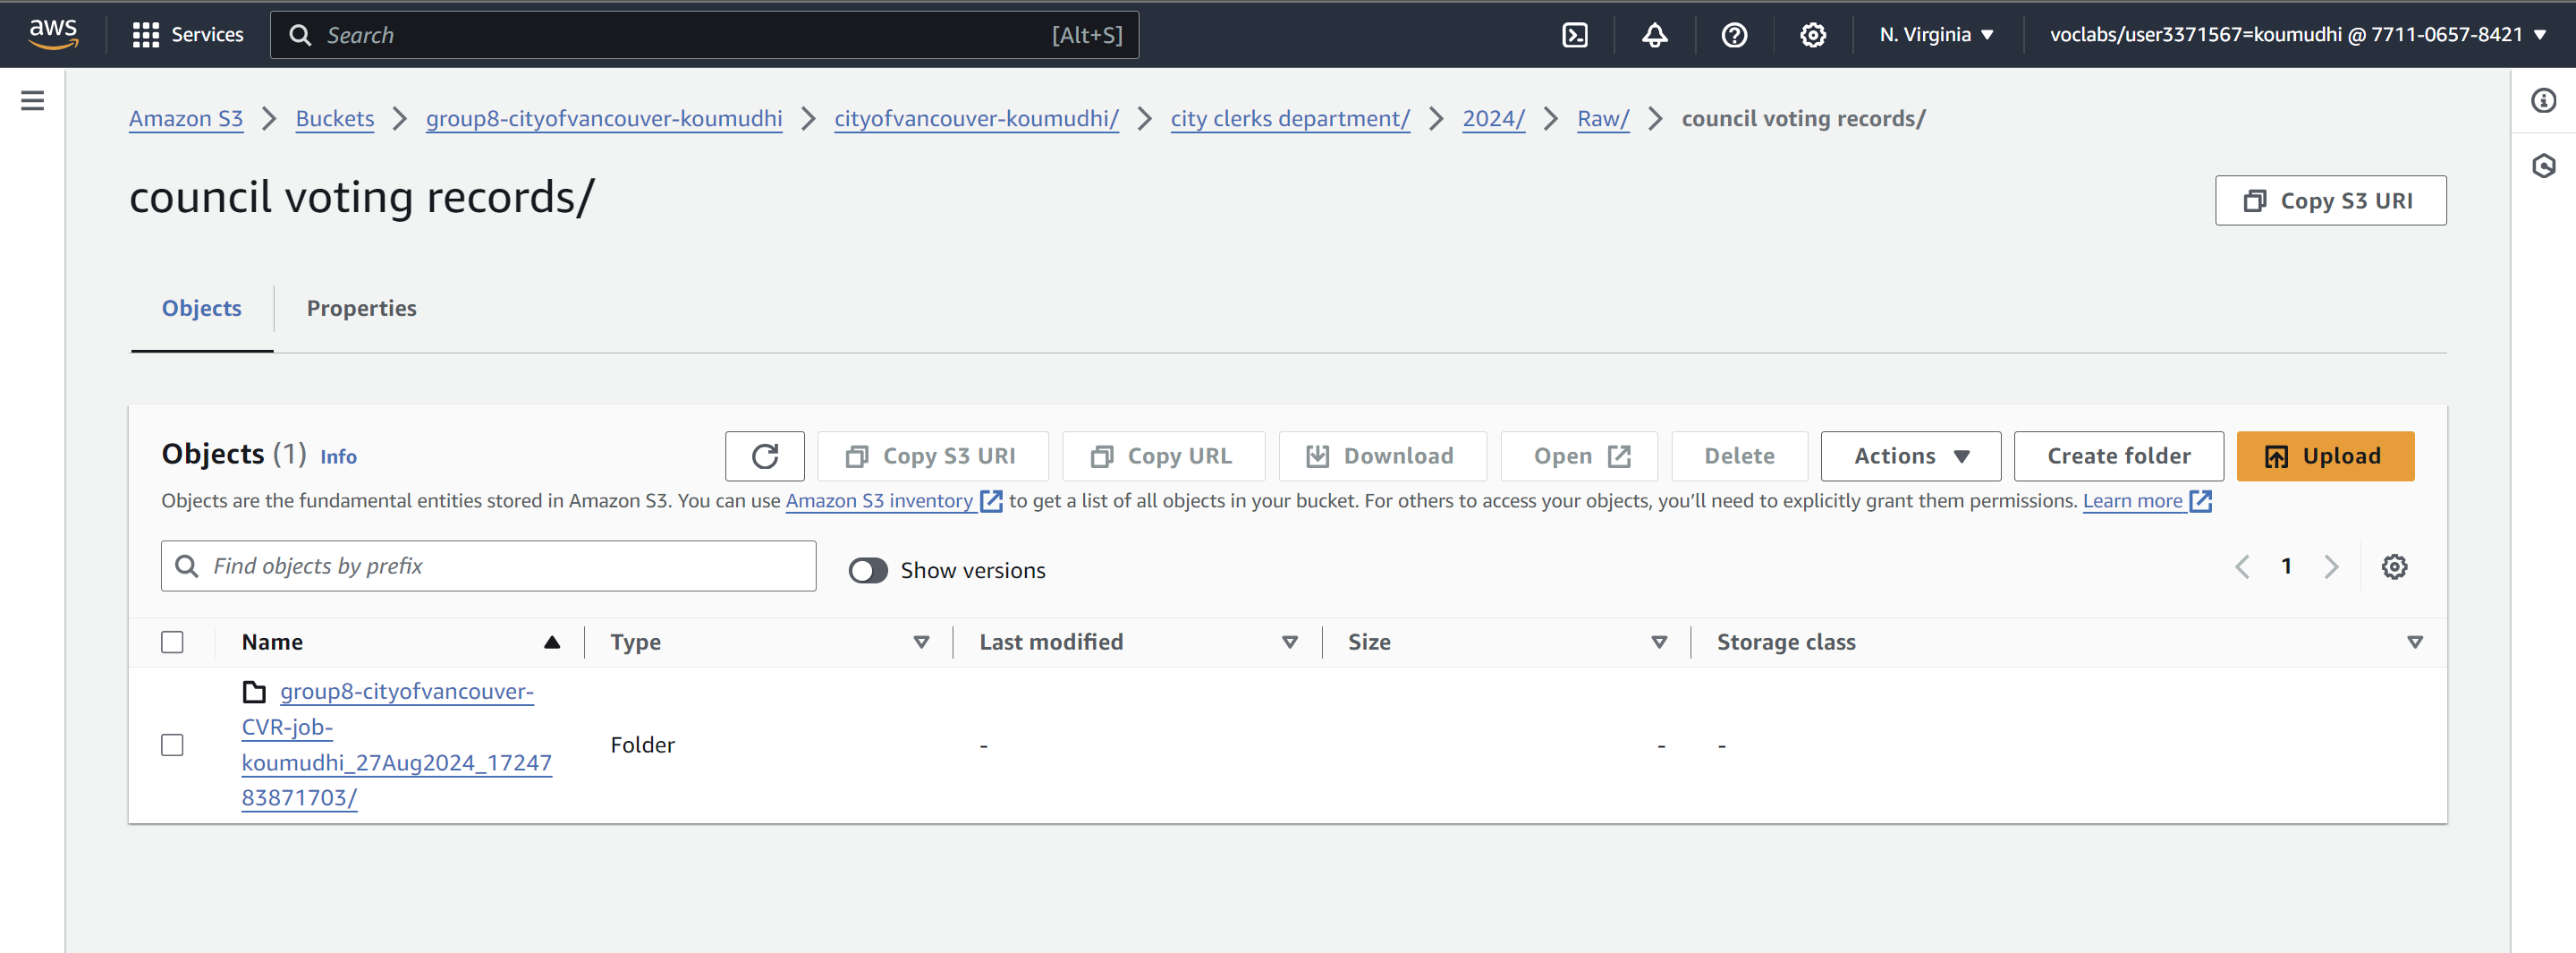 aws Services Search [Alt+S] N. Virginia voclabs/user3371567=koumudhi @ 7711-0657-8421
Amazon S3 Buckets group8-cityofvancouver-koumudhi cityofvancouver-koumudhi/ city clerks department/ 2024/ Raw/ council voting records/
council voting records/
Copy S3 URI
Objects Properties
Objects (1) Info Copy S3 URI Copy URL Download Open Delete Actions Create folder Upload
Objects are the fundamental entities stored in Amazon S3. You can use Amazon S3 inventory to get a list of all objects in your bucket. For others to access your objects, you’ll need to explicitly grant them permissions. Learn more
Find objects by prefix Show versions 1
Name Type Last modified Size Storage class
group8-cityofvancouver-
CVR-job-
koumudhi_27Aug2024_17247
83871703/
Folder - - -